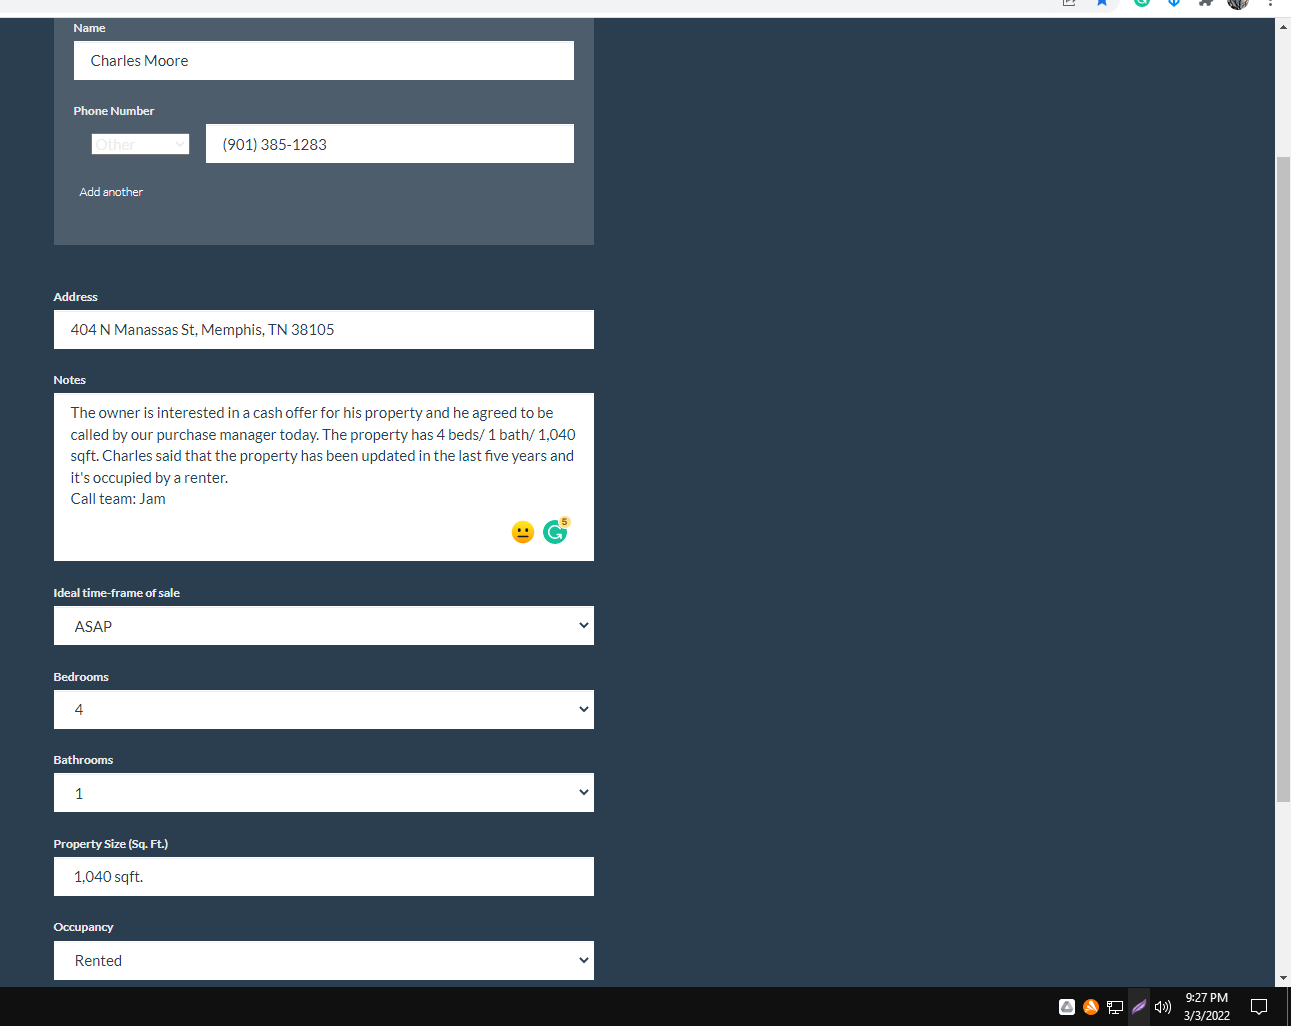 Name
Charles Moore
Phone Number
Other
(901) 385-1283
Add another
Address
404 N Manassas St, Memphis, TN 38105
Notes
The owner is interested in a cash offer for his property and he agreed to be
called by our purchase manager today. The property has 4 beds/ 1 bath/ 1,040
sqft. Charles said that the property has been updated in the last five years and
it's occupied by a renter.
Call team: Jam
5
Ideal time-frame of sale
ASAP
Bedrooms
4
Bathrooms
1
Property Size (Sq. Ft.)
1,040 sqft.
Occupancy
Rented
9:27 PM
3/3/2022